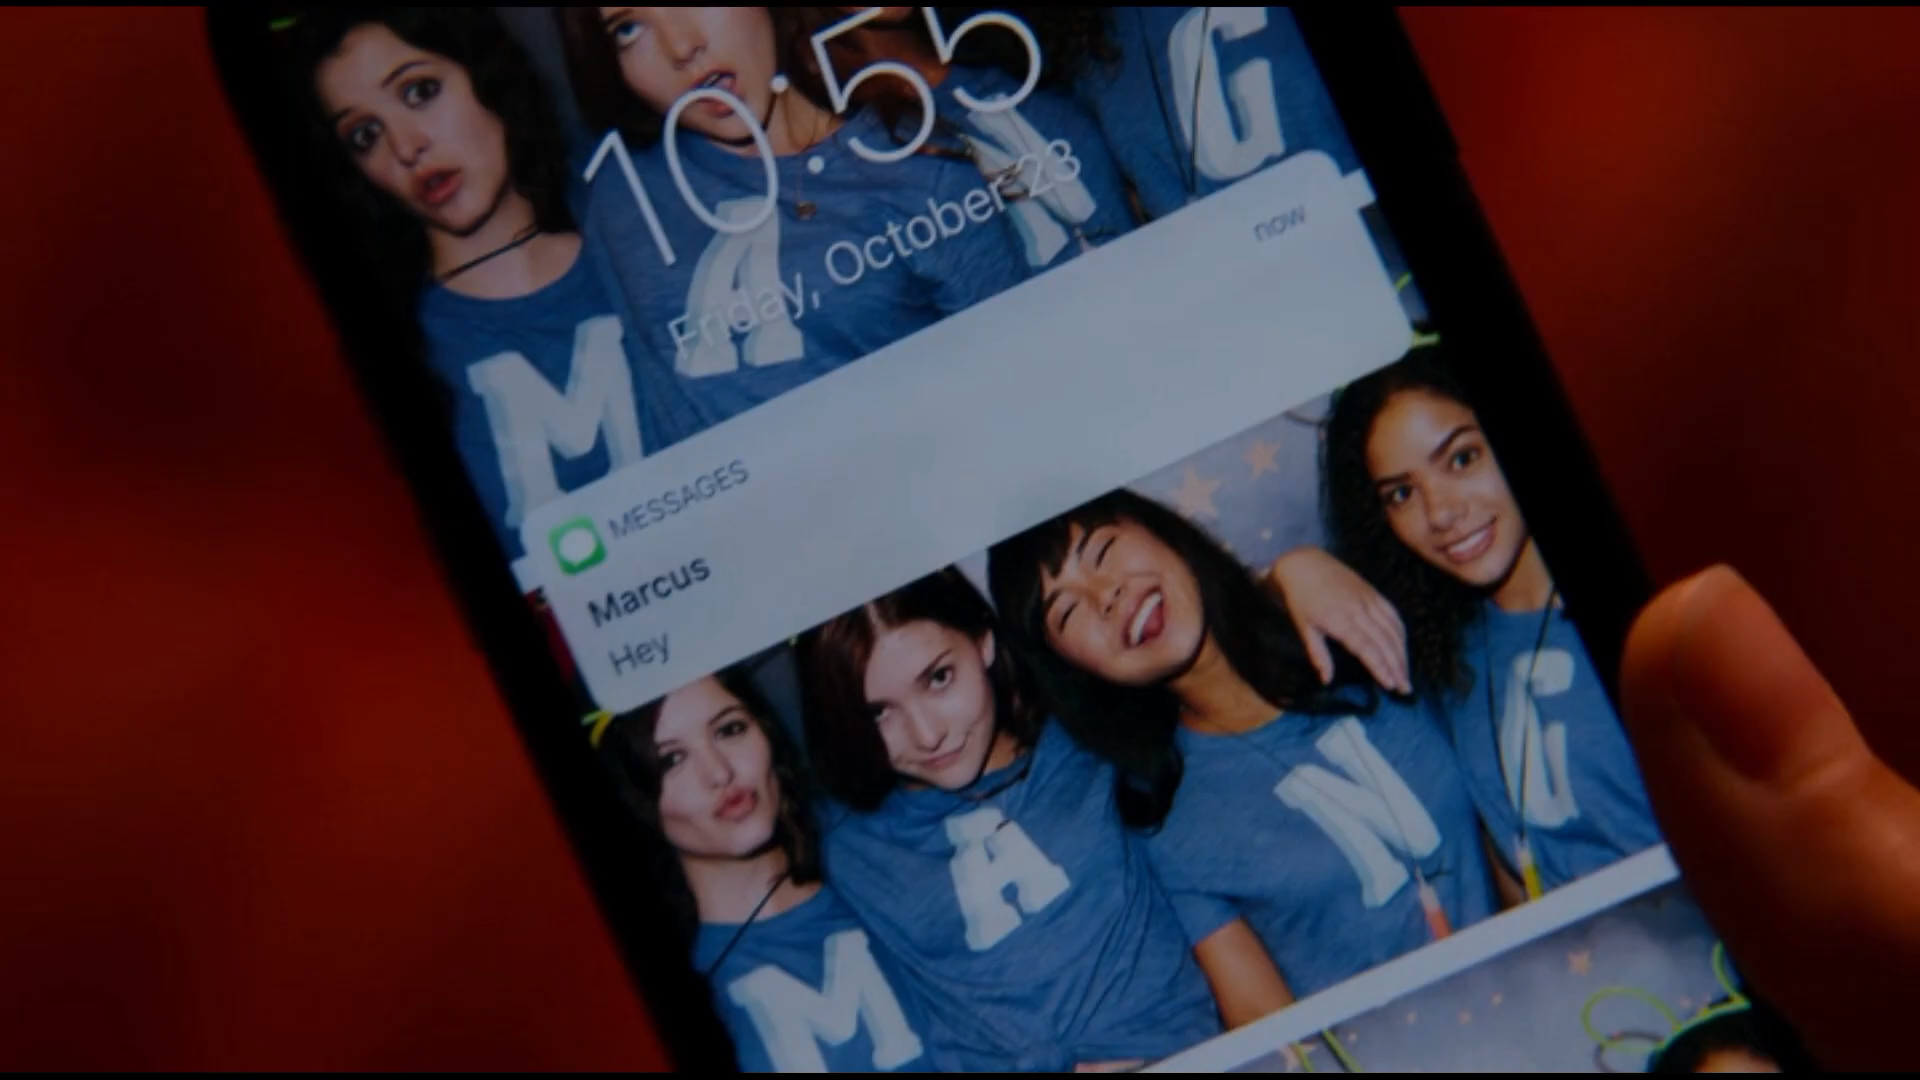 10:55
Friday, October 23
MESSAGES
now
Marcus
Hey
M
A
N
G
M
A
N
G